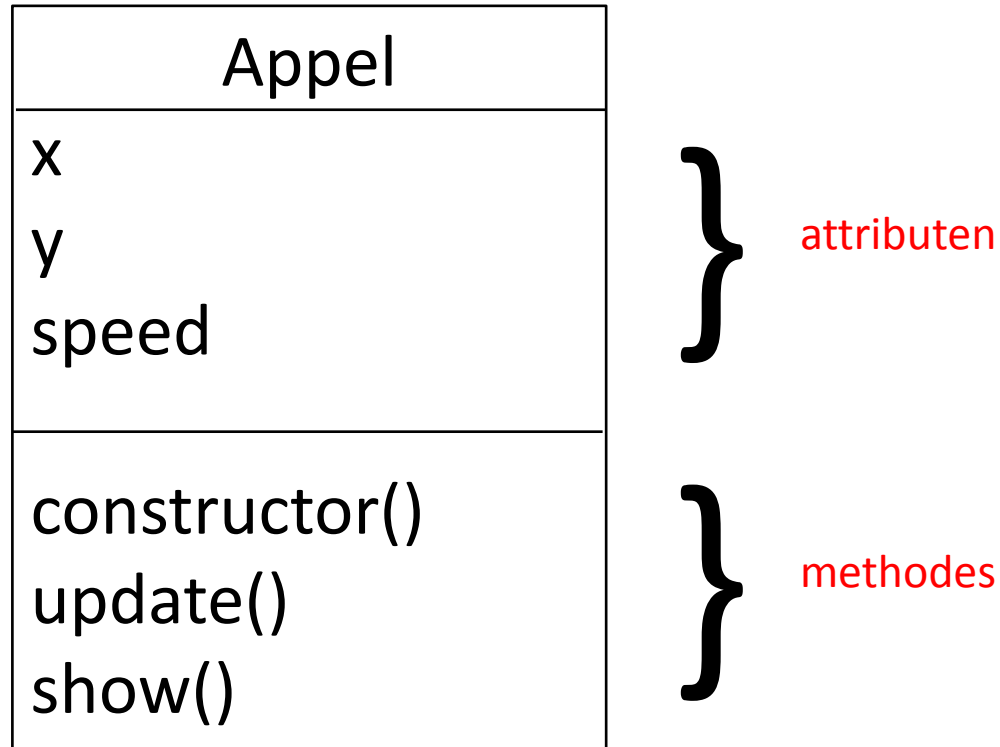 Appel
x
y
speed
attributen
constructor()
update()
show()
methodes